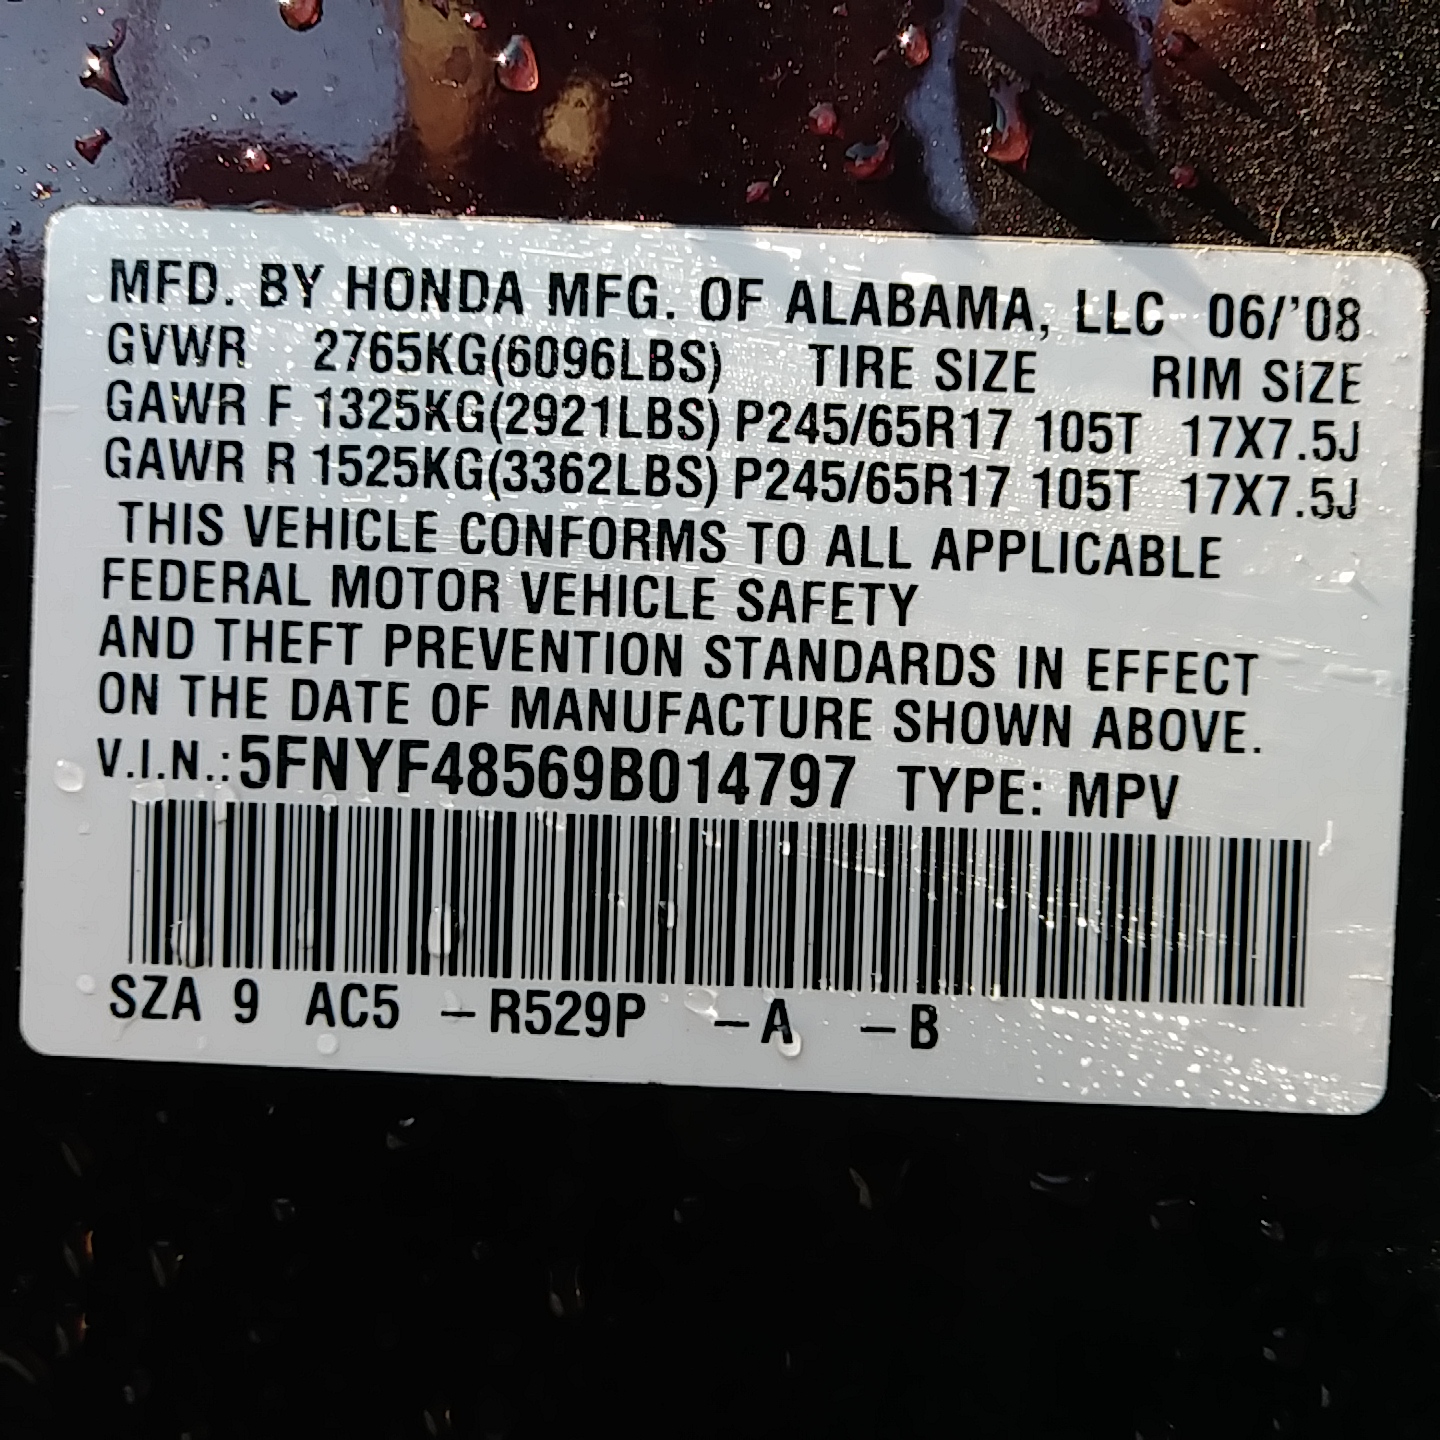 MFD. BY HONDA MFG. OF ALABAMA, LLC 06/'08
GVWR 2765KG(6096LBS) TIRE SIZE RIM SIZE
GAWR F 1325KG(2921LBS) P245/65R17 105T 17X7.5J
GAWR R 1525KG(3362LBS) P245/65R17 105T 17X7.5J
THIS VEHICLE CONFORMS TO ALL APPLICABLE
FEDERAL MOTOR VEHICLE SAFETY
AND THEFT PREVENTION STANDARDS IN EFFECT
ON THE DATE OF MANUFACTURE SHOWN ABOVE.
V.I.N.:5FNYF48569B014797 TYPE: MPV
SZA 9 AC5 –R529P –A –B